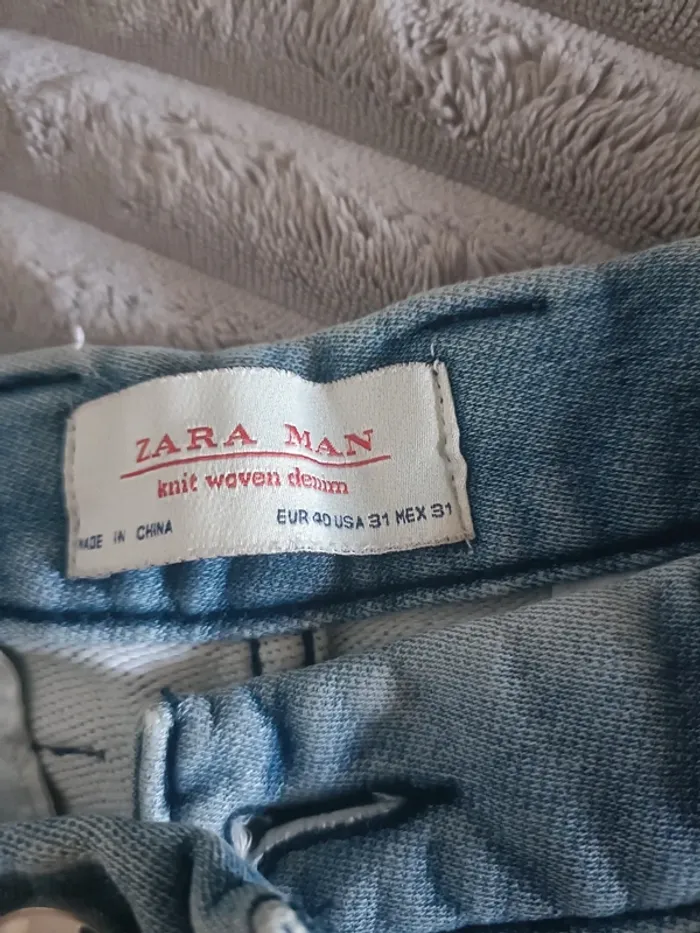 ZARA MAN
knit woven denim
MADE IN CHINA
EUR 40 USA 31 MEX 31